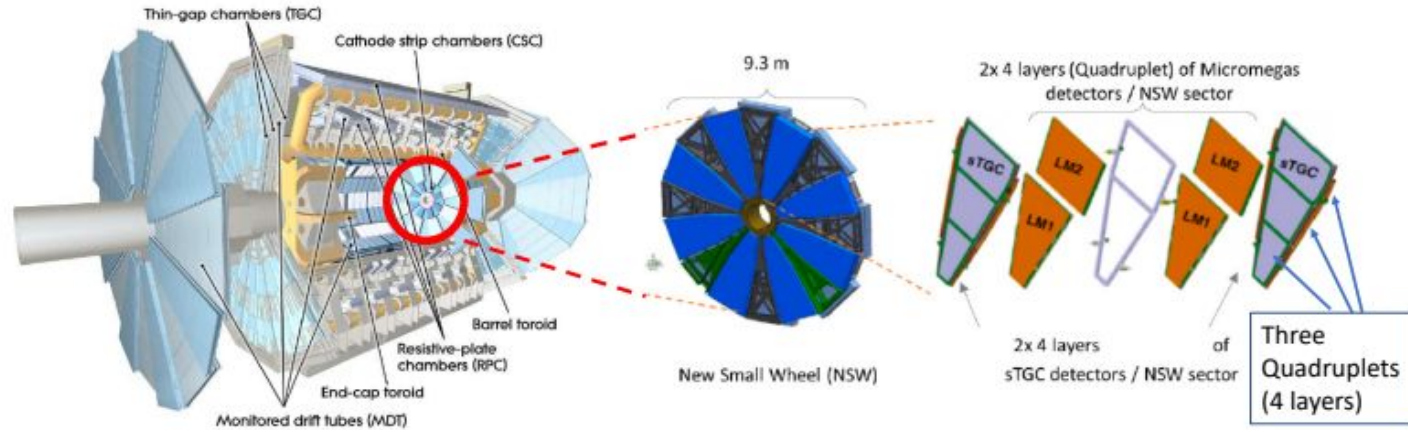 Thin-gap chambers (TGC)
Cathode strip chambers (CSC)
Barrel toroid
Resistive-plate
chambers (RPC)
End-cap toroid
Monitored drift tubes (MDT)
9.3 m
New Small Wheel (NSW)
2x 4 layers (Quadruplet) of Micromegas
detectors / NSW sector
sTGC
LM2
LM1
LM2
LM1
sTGC
2x 4 layers of
sTGC detectors / NSW sector
Three
Quadruplets
(4 layers)